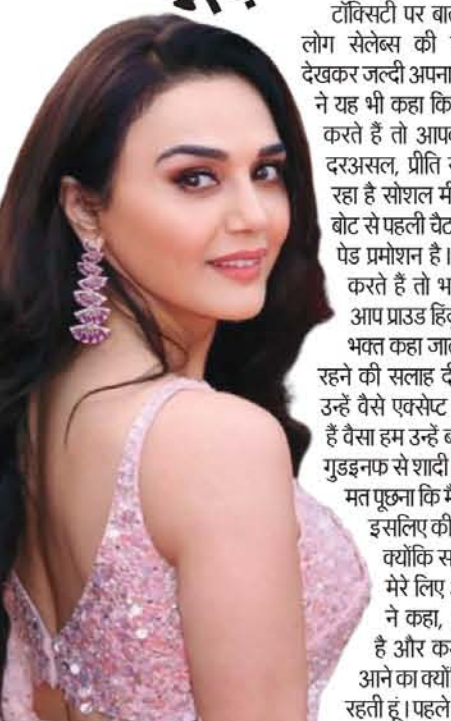 टॉक्सिटी पर बात
लोग सेलेब्स की
देखकर जल्दी अपना
ने यह भी कहा कि
करते हैं तो आपव
दरअसल, प्रीति
रहा है सोशल मी
बोट से पहली चैट
पेड प्रमोशन है।
करते हैं तो भ
आप प्राउड हिंदू
भक्त कहा जात
रहने की सलाह दी
उन्हें वैसे एक्सेप्ट
हैं वैसा हम उन्हें ब
गुडइनफ से शादी
मत पूछना कि मैं
इसलिए की
क्योंकि स
मेरे लिए
ने कहा,
है और क
आने का क्यों
रहती हूं। पहले